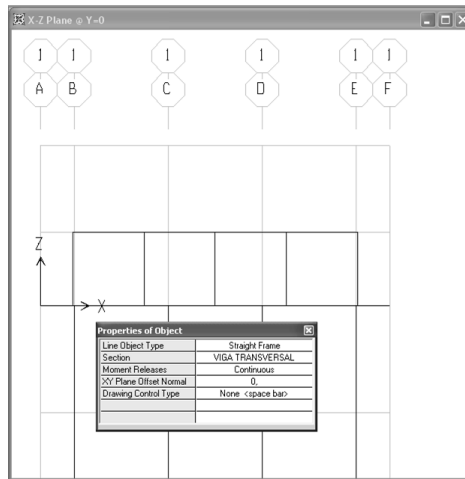 X-Z Plane @ Y=0
1 1 1 1 1 1
A B C D E F
Z
X
Properties of Object
Line Object Type Straight Frame
Section VIGA TRANSVERSAL
Moment Releases Continuous
XY Plane Offset Normal 0,
Drawing Control Type None <space bar>